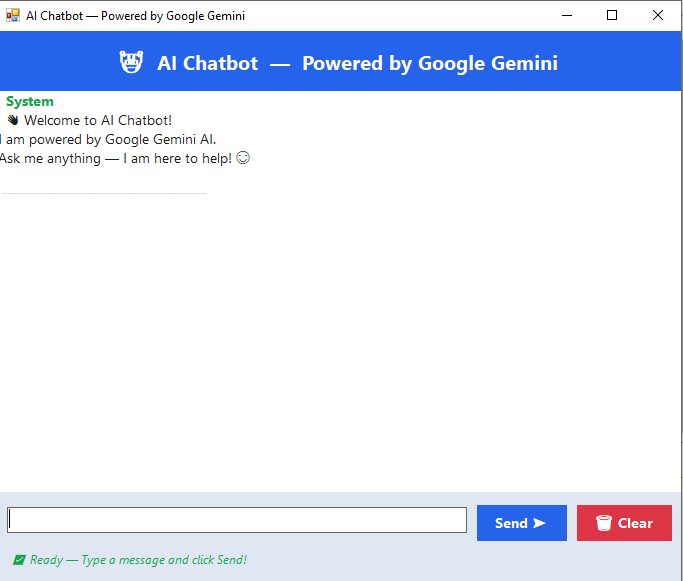 AI Chatbot — Powered by Google Gemini
AI Chatbot — Powered by Google Gemini
System
👋 Welcome to AI Chatbot!
I am powered by Google Gemini AI.
Ask me anything — I am here to help! 😊
Send ➤
🗑 Clear
✅ Ready — Type a message and click Send!